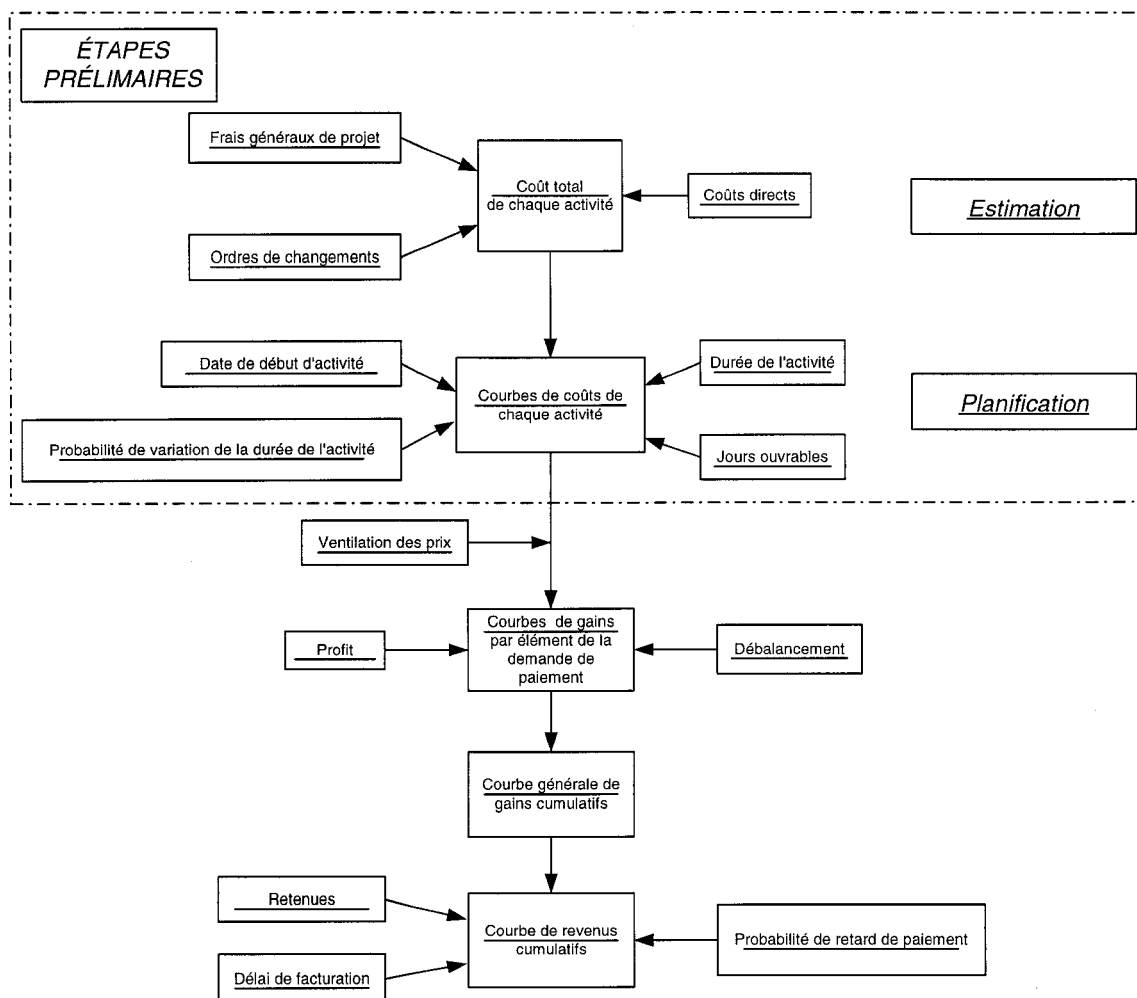 ÉTAPES
PRÉLIMAIRES
Frais généraux de projet
Coût total
de chaque activité
Coûts directs
Estimation
Ordres de changements
Date de début d'activité
Durée de l'activité
Courbes de coûts de
chaque activité
Planification
Probabilité de variation de la durée de l'activité
Jours ouvrables
Ventilation des prix
Courbes de gains
par élément de la
demande de
paiement
Profit
Débalancement
Courbe générale de
gains cumulatifs
Retenues
Courbe de revenus
cumulatifs
Probabilité de retard de paiement
Délai de facturation